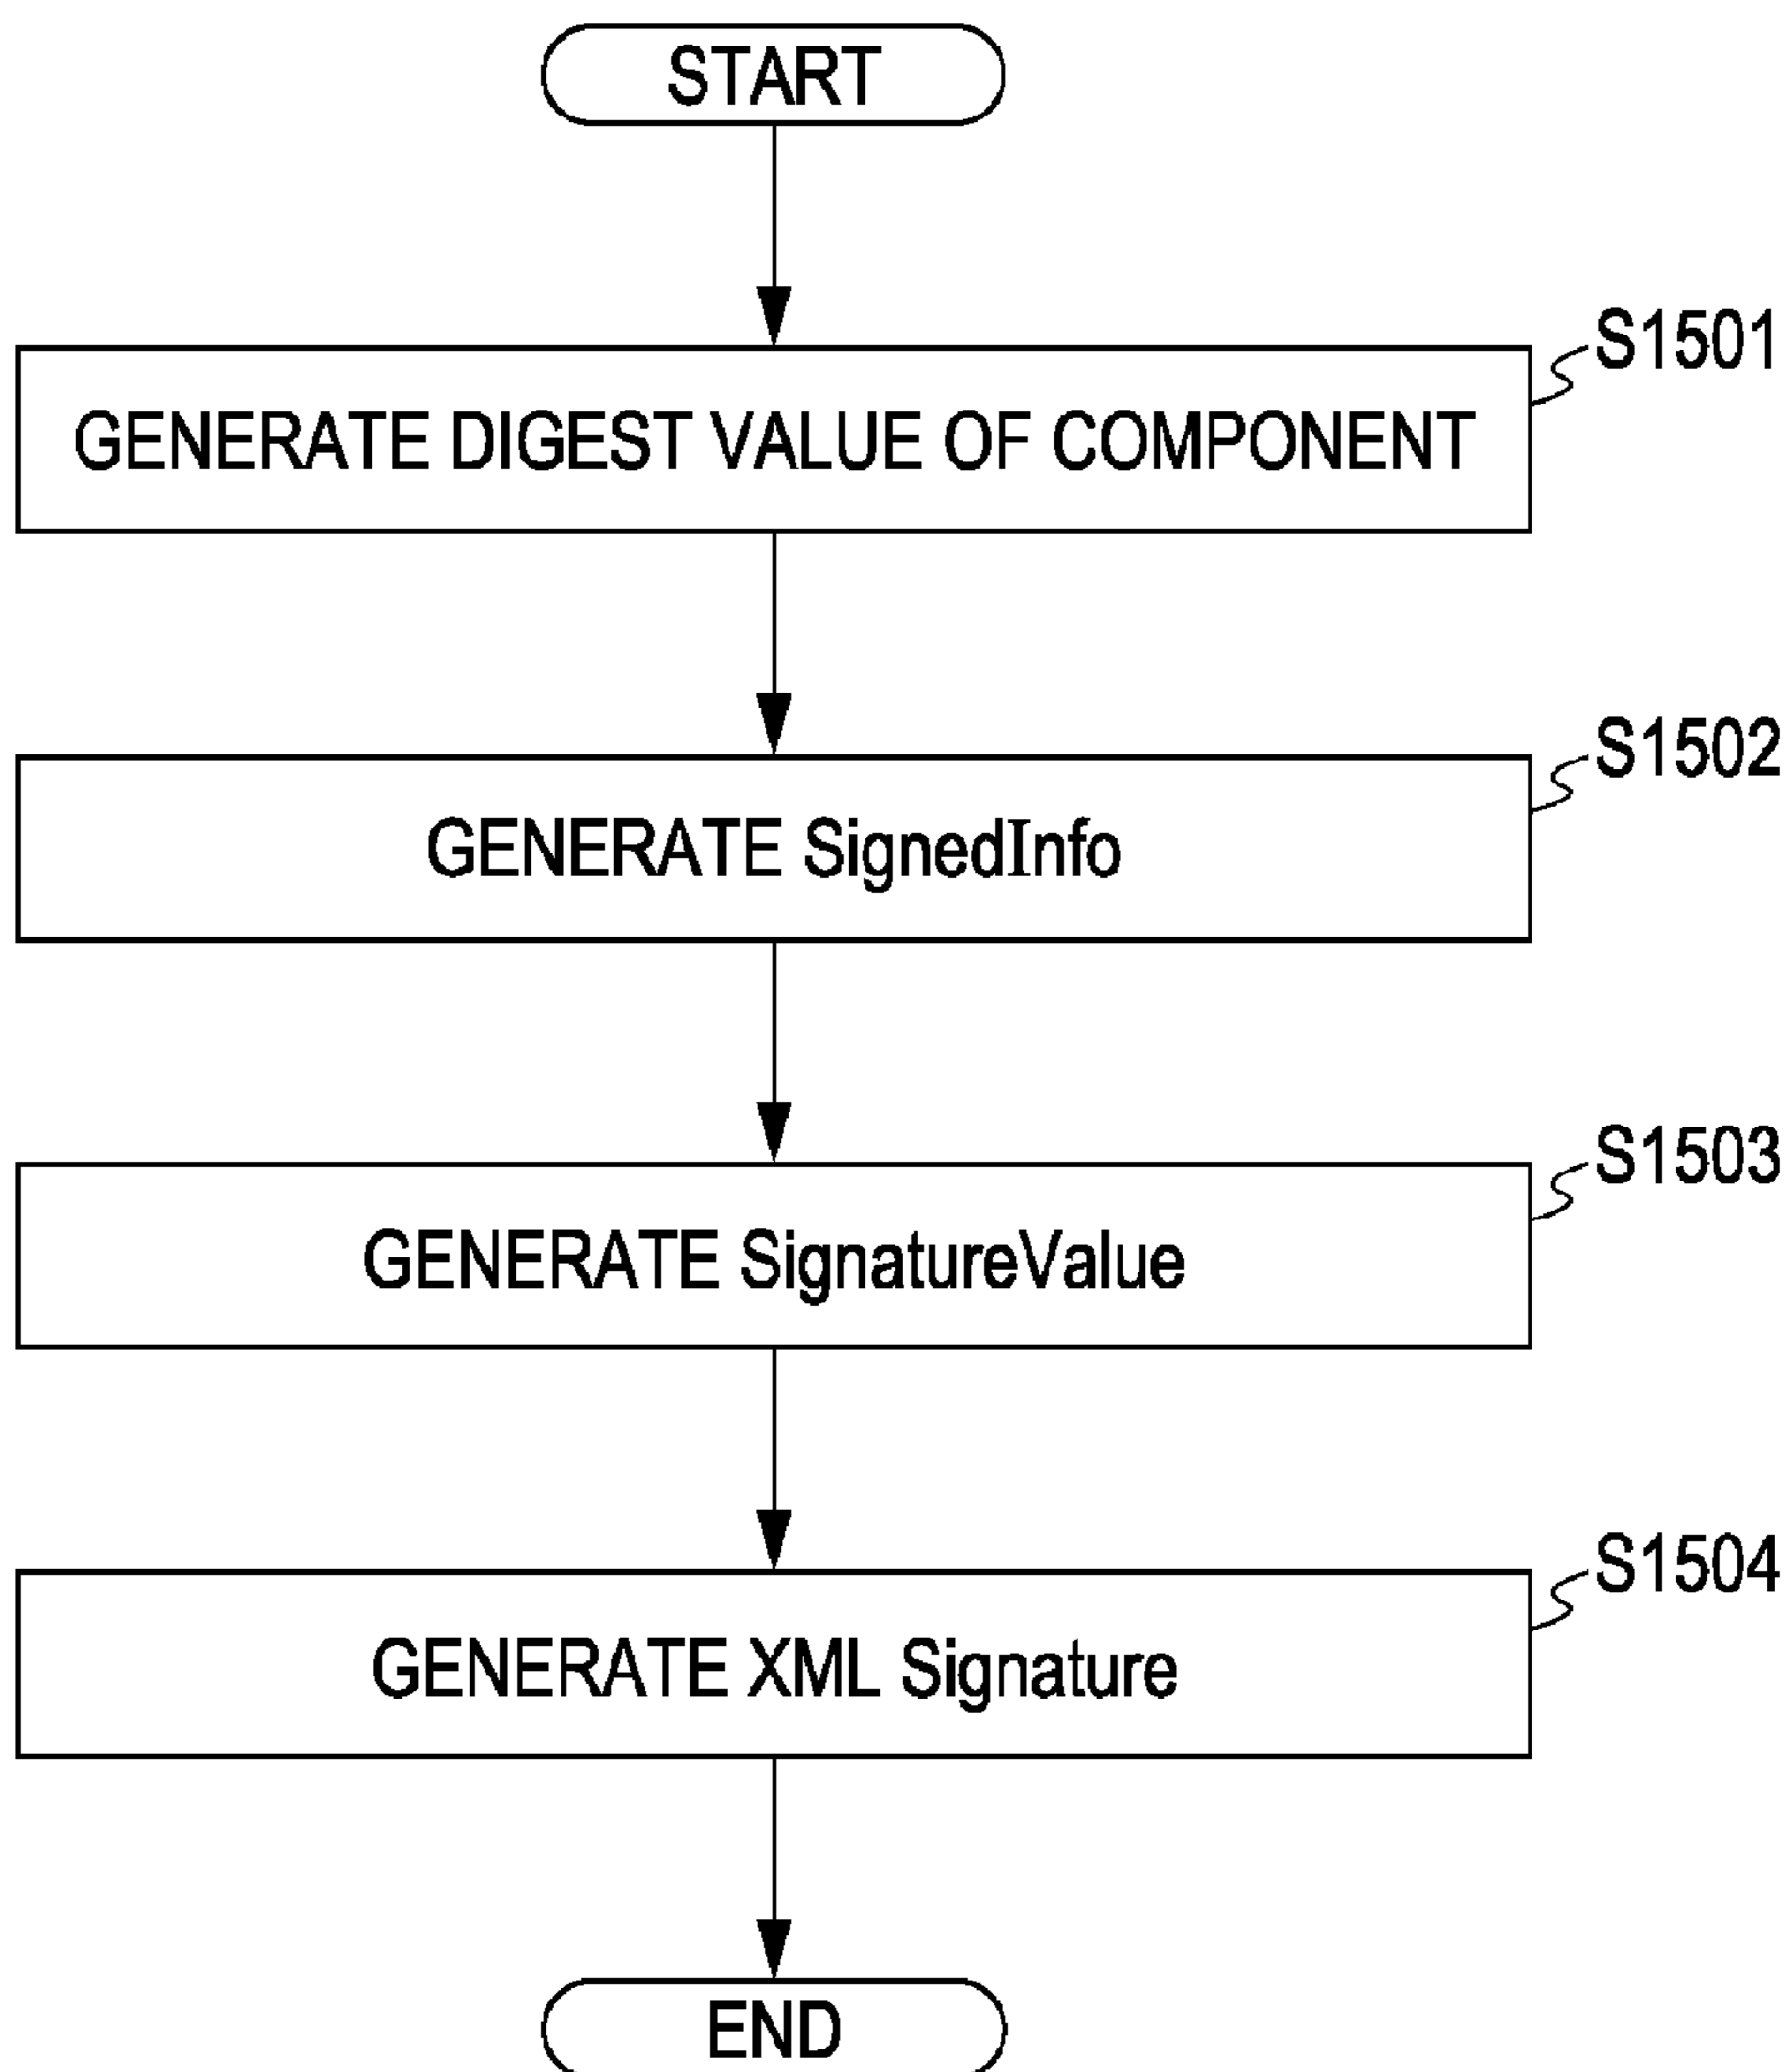 START
S1501
GENERATE DIGEST VALUE OF COMPONENT
S1502
GENERATE SignedInfo
S1503
GENERATE SignatureValue
S1504
GENERATE XML Signature
END